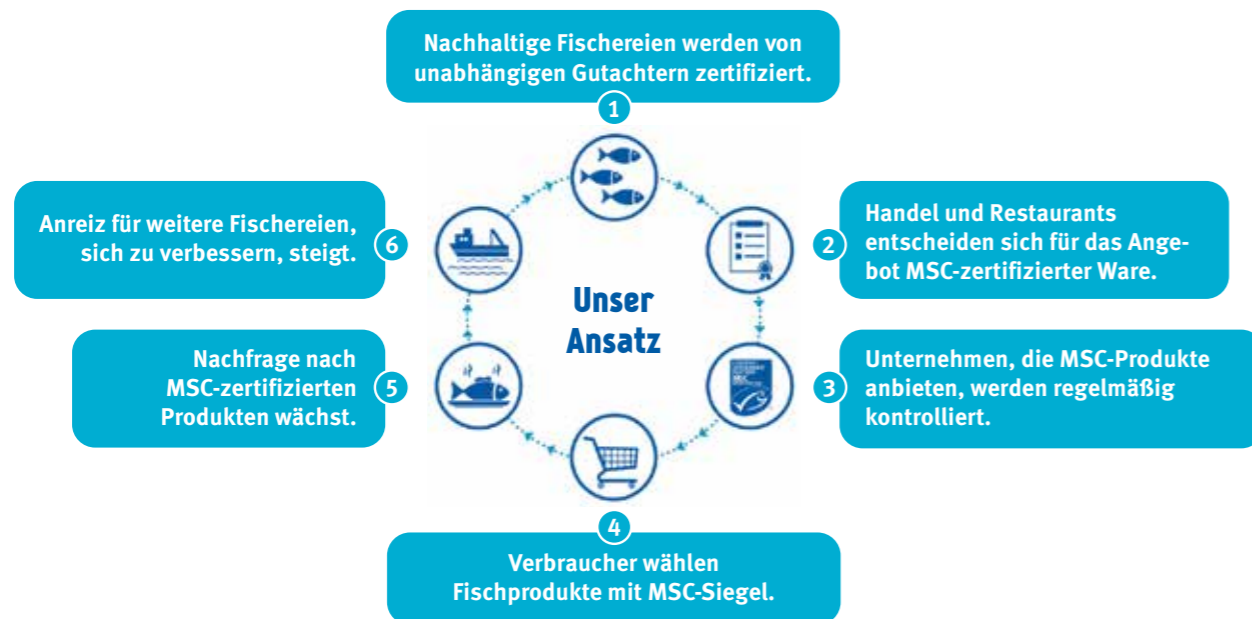 Nachhaltige Fischereien werden von
unabhängigen Gutachtern zertifiziert.
1
Handel und Restaurants
entscheiden sich für das Ange-
bot MSC-zertifizierter Ware.
2
Unternehmen, die MSC-Produkte
anbieten, werden regelmäßig
kontrolliert.
3
4
Verbraucher wählen
Fischprodukte mit MSC-Siegel.
Nachfrage nach
MSC-zertifizierten
Produkten wächst.
5
Anreiz für weitere Fischereien,
sich zu verbessern, steigt.
6
Unser
Ansatz